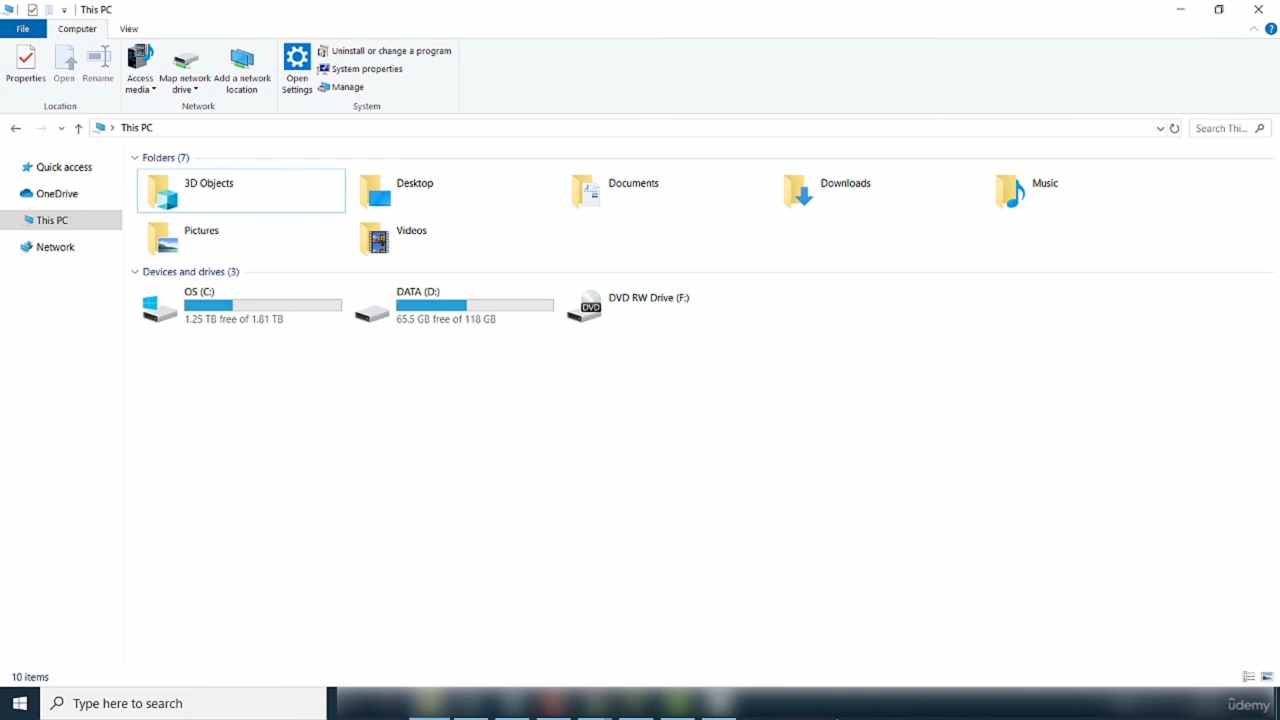 This PC
File
Computer
View
Properties
Open
Rename
Access media
Map network drive
Add a network location
Open Settings
Uninstall or change a program
System properties
Manage
Location
Network
System
This PC
Search Thi...
Quick access
OneDrive
This PC
Network
Folders (7)
3D Objects
Desktop
Documents
Downloads
Music
Pictures
Videos
Devices and drives (3)
OS (C:)
1.25 TB free of 1.81 TB
DATA (D:)
65.5 GB free of 118 GB
DVD
DVD RW Drive (F:)
10 items
Type here to search
ûdemy